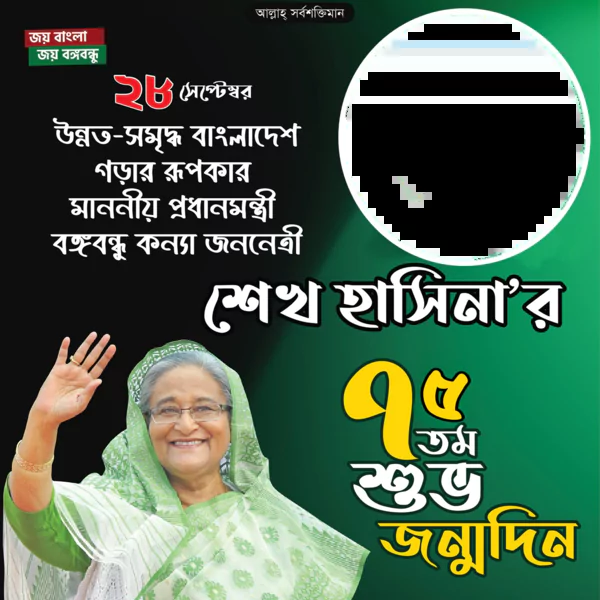 আল্লাহ্ সর্বশক্তিমান
জয় বাংলা
জয় বঙ্গবন্ধু
২৮ সেপ্টেম্বর
উন্নত-সমৃদ্ধ বাংলাদেশ
গড়ার রূপকার
মাননীয় প্রধানমন্ত্রী
বঙ্গবন্ধু কন্যা জননেত্রী
শেখ হাসিনা'র
৭৫
তম
শুভ
জন্মদিন